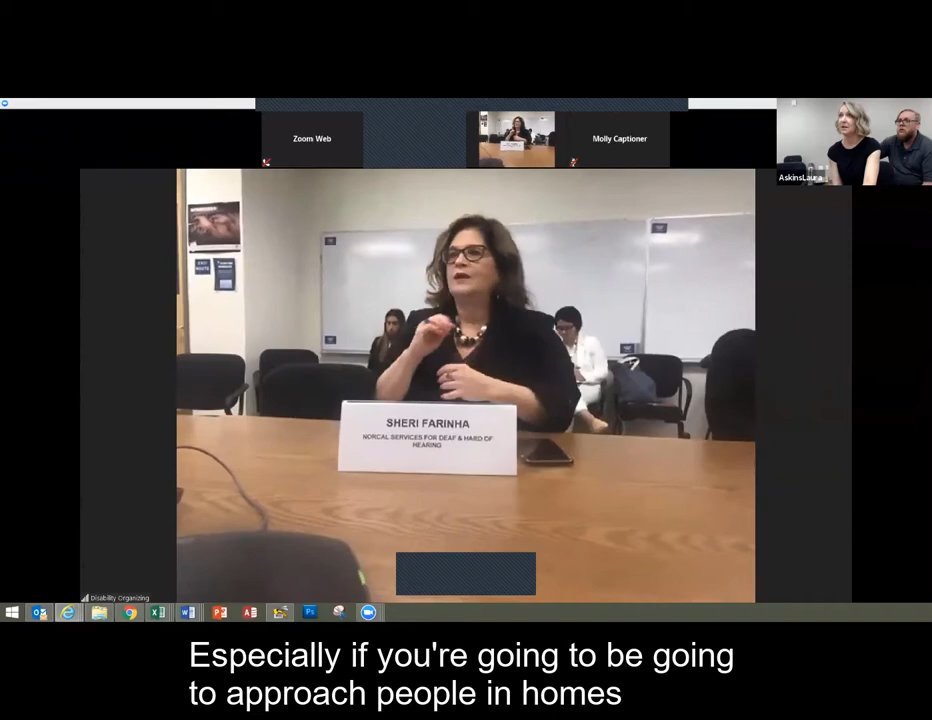 Zoom Web
Molly Captioner
AskinsLaura
SHERI FARINHA
NORCAL SERVICES FOR DEAF & HARD OF
HEARING
Disability Organizing
Especially if you're going to be going
to approach people in homes